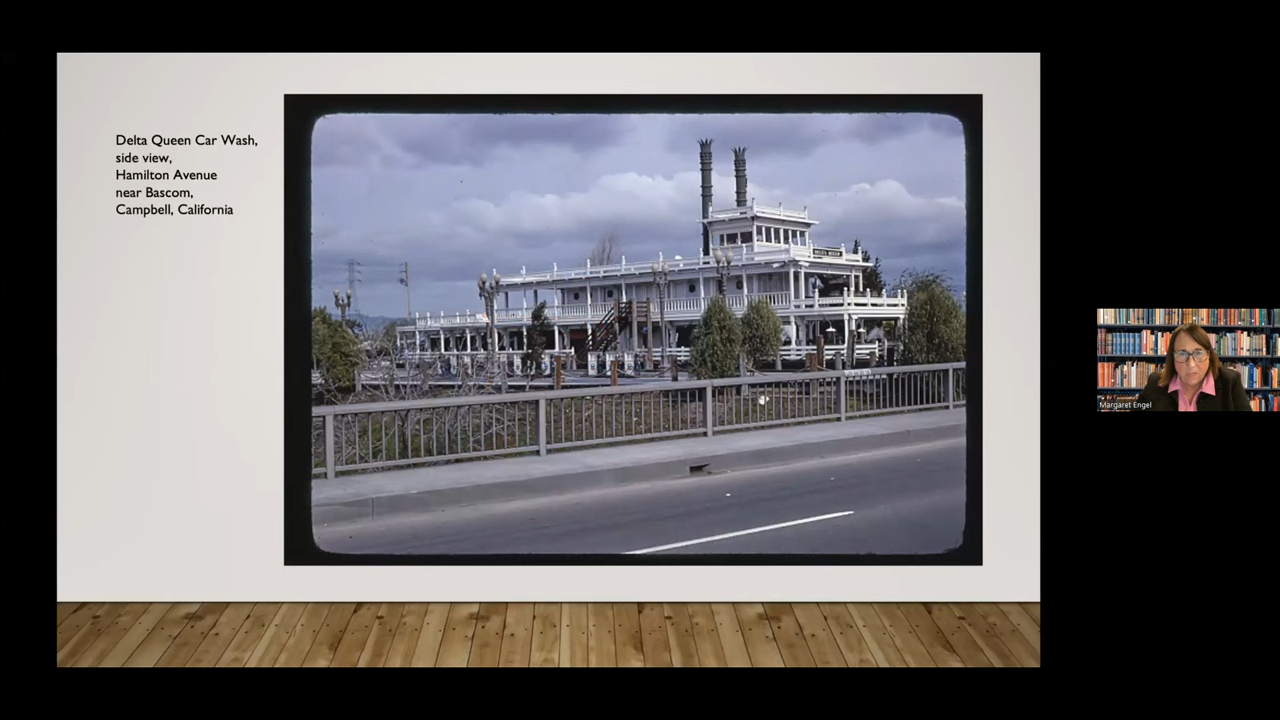 Delta Queen Car Wash,
side view,
Hamilton Avenue
near Bascom,
Campbell, California
Margaret Engel